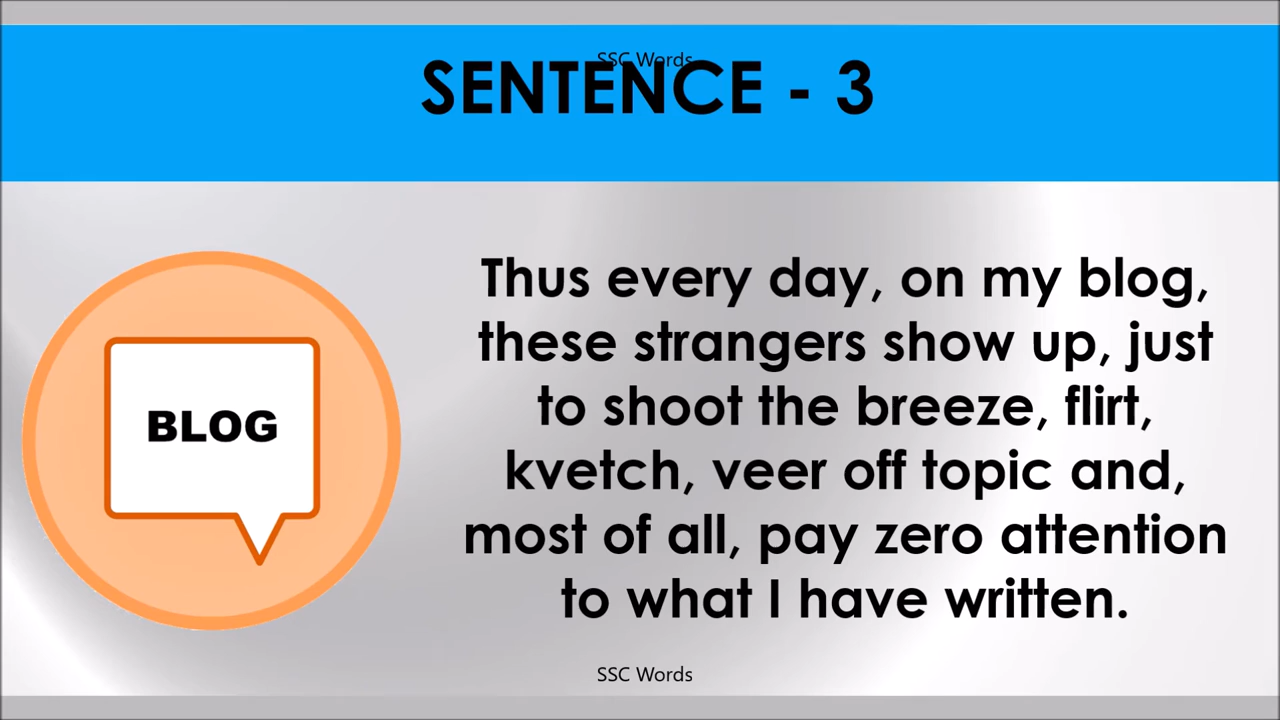 SSC Words
SENTENCE - 3
BLOG
Thus every day, on my blog,
these strangers show up, just
to shoot the breeze, flirt,
kvetch, veer off topic and,
most of all, pay zero attention
to what I have written.
SSC Words